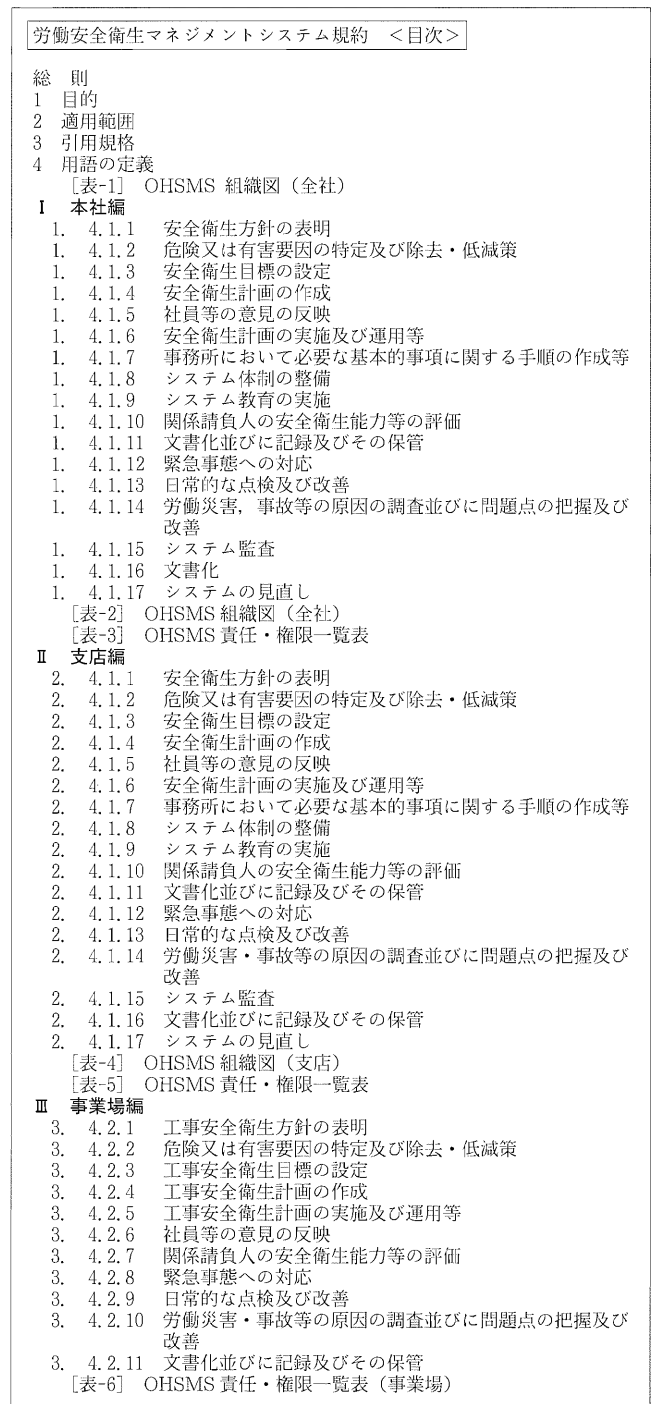 労働安全衛生マネジメントシステム規約　＜目次＞
総　則
1　目的
2　適用範囲
3　引用規格
4　用語の定義
［表-1］　OHSMS 組織図（全社）
Ⅰ　本社編
1.　4.1.1　安全衛生方針の表明
1.　4.1.2　危険又は有害要因の特定及び除去・低減策
1.　4.1.3　安全衛生目標の設定
1.　4.1.4　安全衛生計画の作成
1.　4.1.5　社員等の意見の反映
1.　4.1.6　安全衛生計画の実施及び運用等
1.　4.1.7　事務所において必要な基本的事項に関する手順の作成等
1.　4.1.8　システム体制の整備
1.　4.1.9　システム教育の実施
1.　4.1.10　関係請負人の安全衛生能力等の評価
1.　4.1.11　文書化並びに記録及びその保管
1.　4.1.12　緊急事態への対応
1.　4.1.13　日常的な点検及び改善
1.　4.1.14　労働災害，事故等の原因の調査並びに問題点の把握及び
改善
1.　4.1.15　システム監査
1.　4.1.16　文書化
1.　4.1.17　システムの見直し
［表-2］　OHSMS 組織図（全社）
［表-3］　OHSMS 責任・権限一覧表
Ⅱ　支店編
2.　4.1.1　安全衛生方針の表明
2.　4.1.2　危険又は有害要因の特定及び除去・低減策
2.　4.1.3　安全衛生目標の設定
2.　4.1.4　安全衛生計画の作成
2.　4.1.5　社員等の意見の反映
2.　4.1.6　安全衛生計画の実施及び運用等
2.　4.1.7　事務所において必要な基本的事項に関する手順の作成等
2.　4.1.8　システム体制の整備
2.　4.1.9　システム教育の実施
2.　4.1.10　関係請負人の安全衛生能力等の評価
2.　4.1.11　文書化並びに記録及びその保管
2.　4.1.12　緊急事態への対応
2.　4.1.13　日常的な点検及び改善
2.　4.1.14　労働災害・事故等の原因の調査並びに問題点の把握及び
改善
2.　4.1.15　システム監査
2.　4.1.16　文書化並びに記録及びその保管
2.　4.1.17　システムの見直し
［表-4］　OHSMS 組織図（支店）
［表-5］　OHSMS 責任・権限一覧表
Ⅲ　事業場編
3.　4.2.1　工事安全衛生方針の表明
3.　4.2.2　危険又は有害要因の特定及び除去・低減策
3.　4.2.3　工事安全衛生目標の設定
3.　4.2.4　工事安全衛生計画の作成
3.　4.2.5　工事安全衛生計画の実施及び運用等
3.　4.2.6　社員等の意見の反映
3.　4.2.7　関係請負人の安全衛生能力等の評価
3.　4.2.8　緊急事態への対応
3.　4.2.9　日常的な点検及び改善
3.　4.2.10　労働災害・事故等の原因の調査並びに問題点の把握及び
改善
3.　4.2.11　文書化並びに記録及びその保管
［表-6］　OHSMS 責任・権限一覧表（事業場）